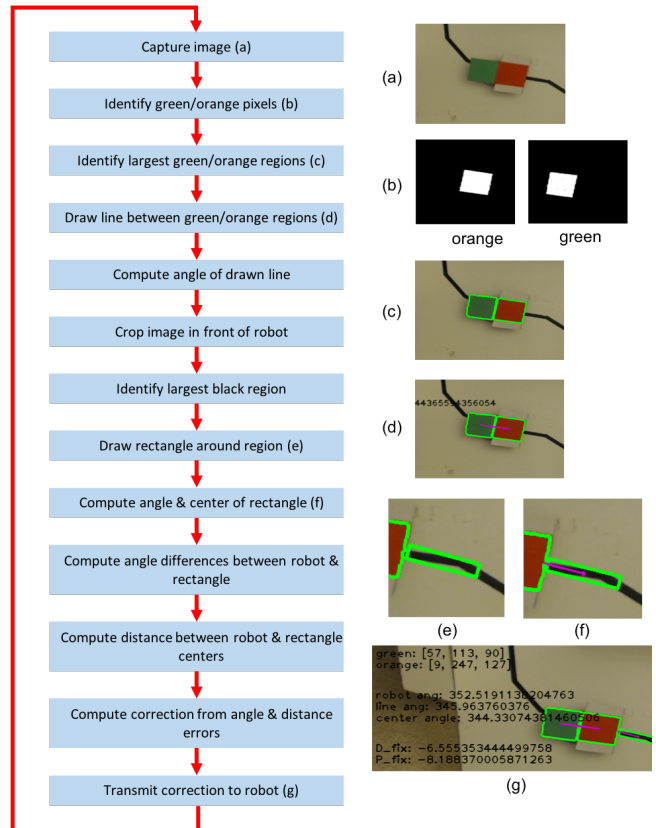 Capture image (a)
Identify green/orange pixels (b)
Identify largest green/orange regions (c)
Draw line between green/orange regions (d)
Compute angle of drawn line
Crop image in front of robot
Identify largest black region
Draw rectangle around region (e)
Compute angle & center of rectangle (f)
Compute angle differences between robot &
rectangle
Compute distance between robot & rectangle
centers
Compute correction from angle & distance
errors
Transmit correction to robot (g)
(a)
(b)
orange
green
(c)
(d)
44365594356054
(e)
(f)
green: [57, 113, 90]
orange: [9, 247, 127]
robot ang: 352.5191138204763
line ang: 345.963760376
center angle; 344.33074381460506
D_fix: -6.555353444499758
P_fix: -8.188370005871263
(g)